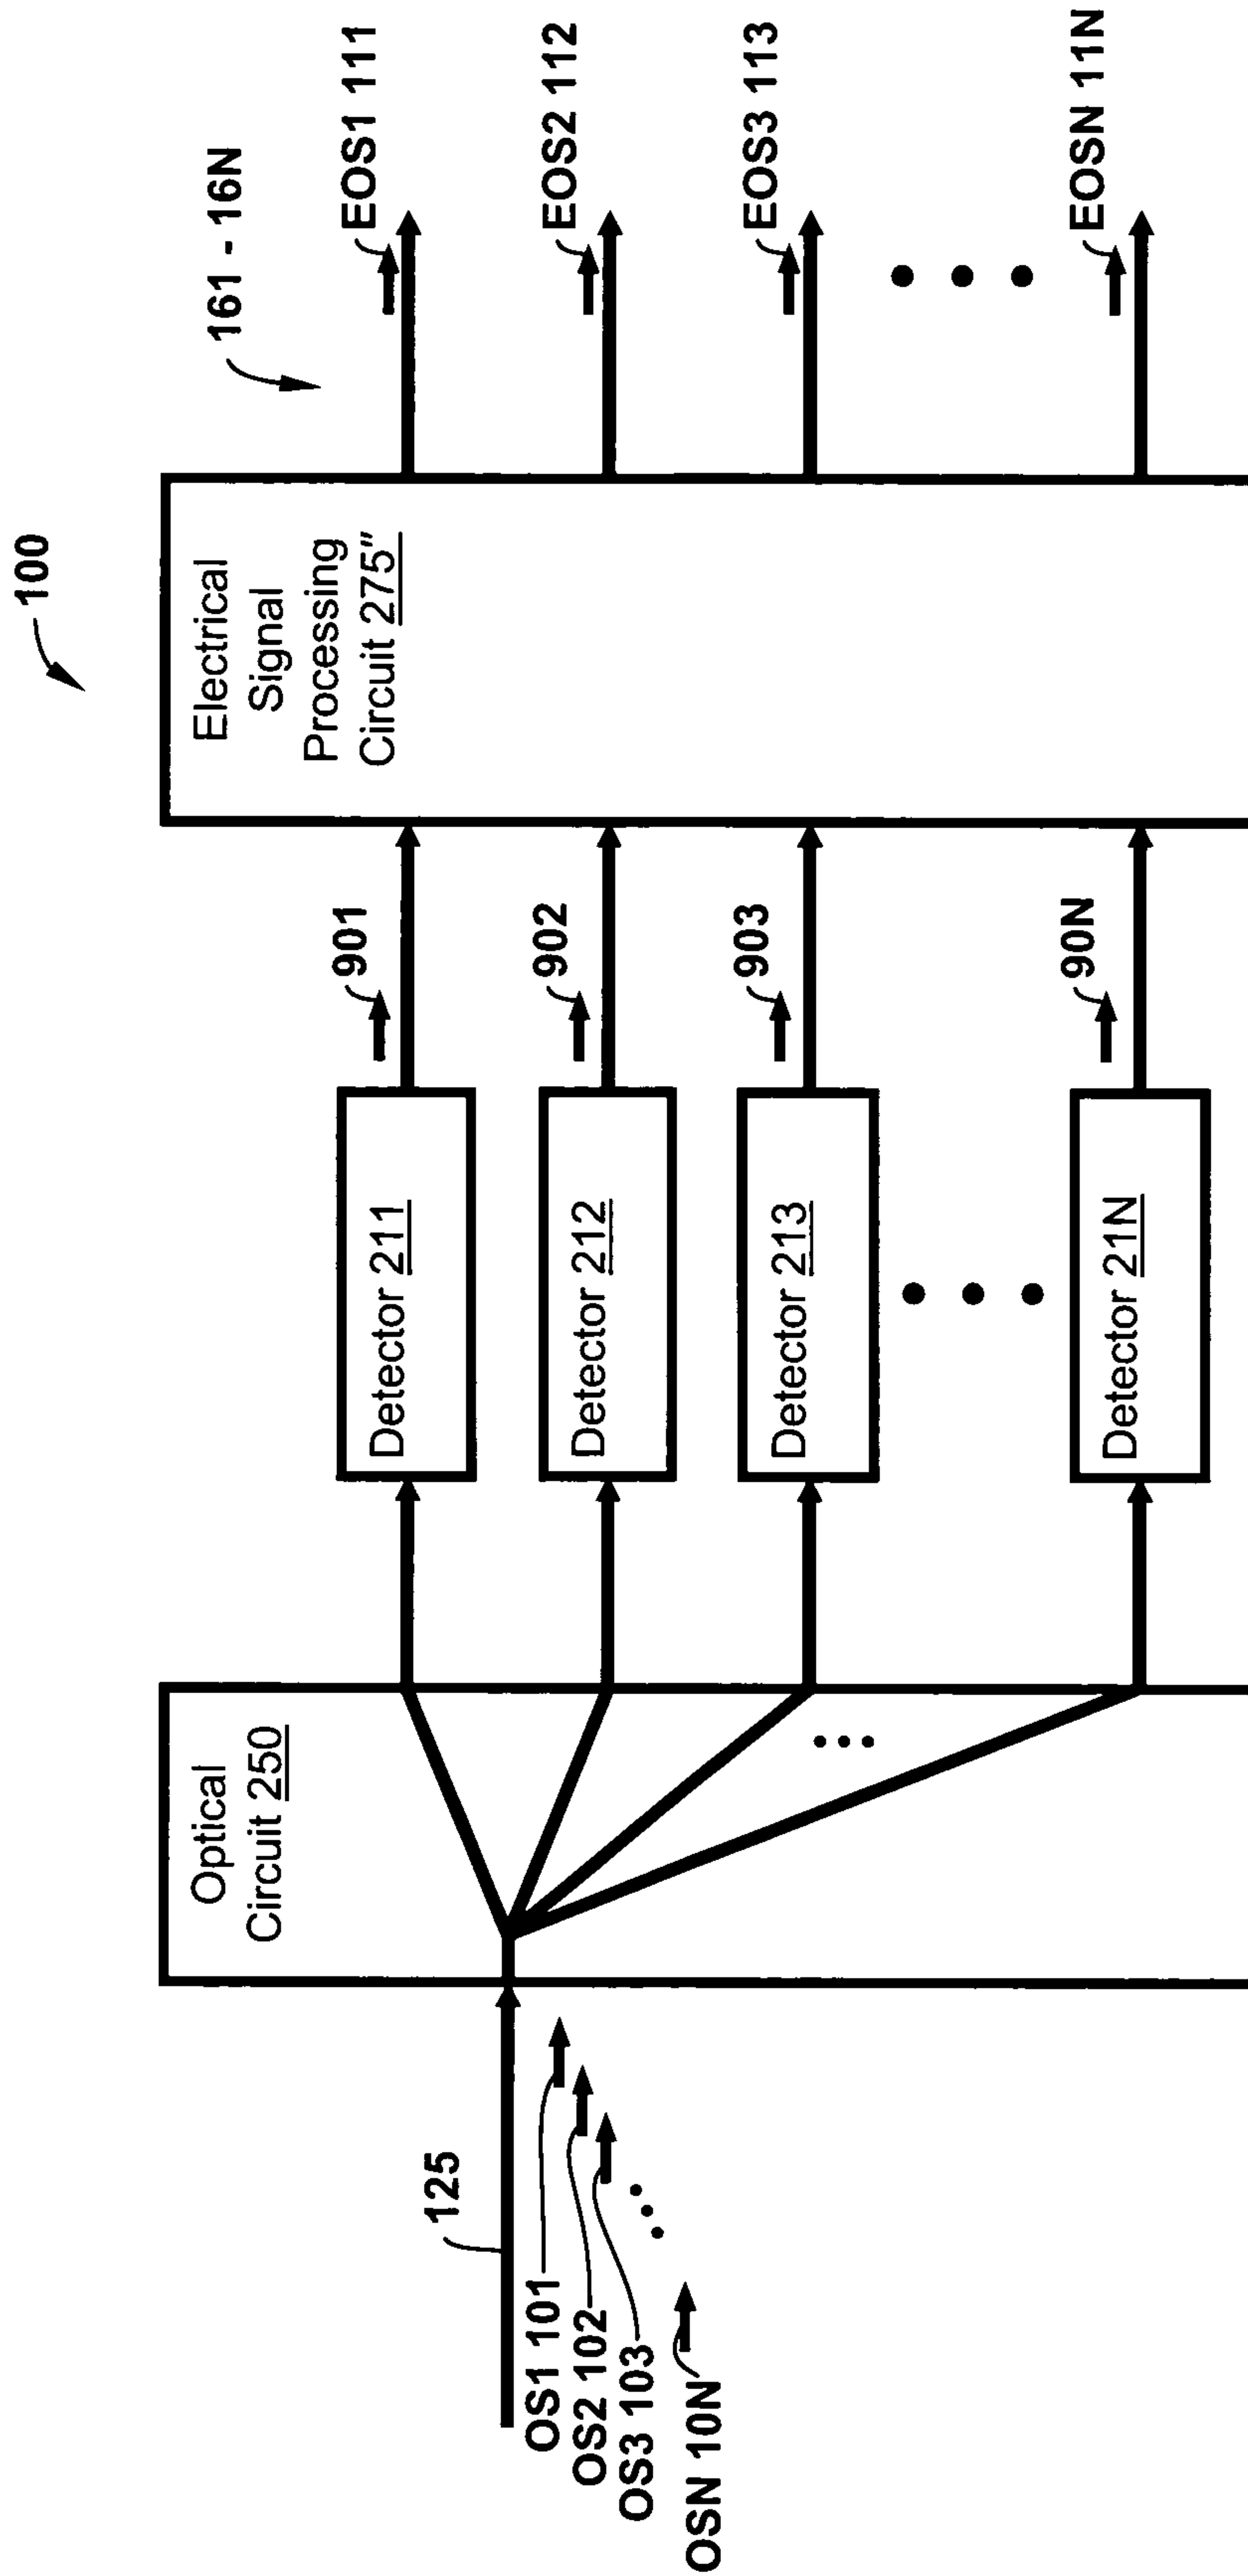 100
161 - 16N
Optical
Circuit 250
Electrical
Signal
Processing
Circuit 275"
125
OS1 101
OS2 102
OS3 103
OSN 10N
Detector 211
901
EOS1 111
Detector 212
902
EOS2 112
Detector 213
903
EOS3 113
Detector 21N
90N
EOSN 11N